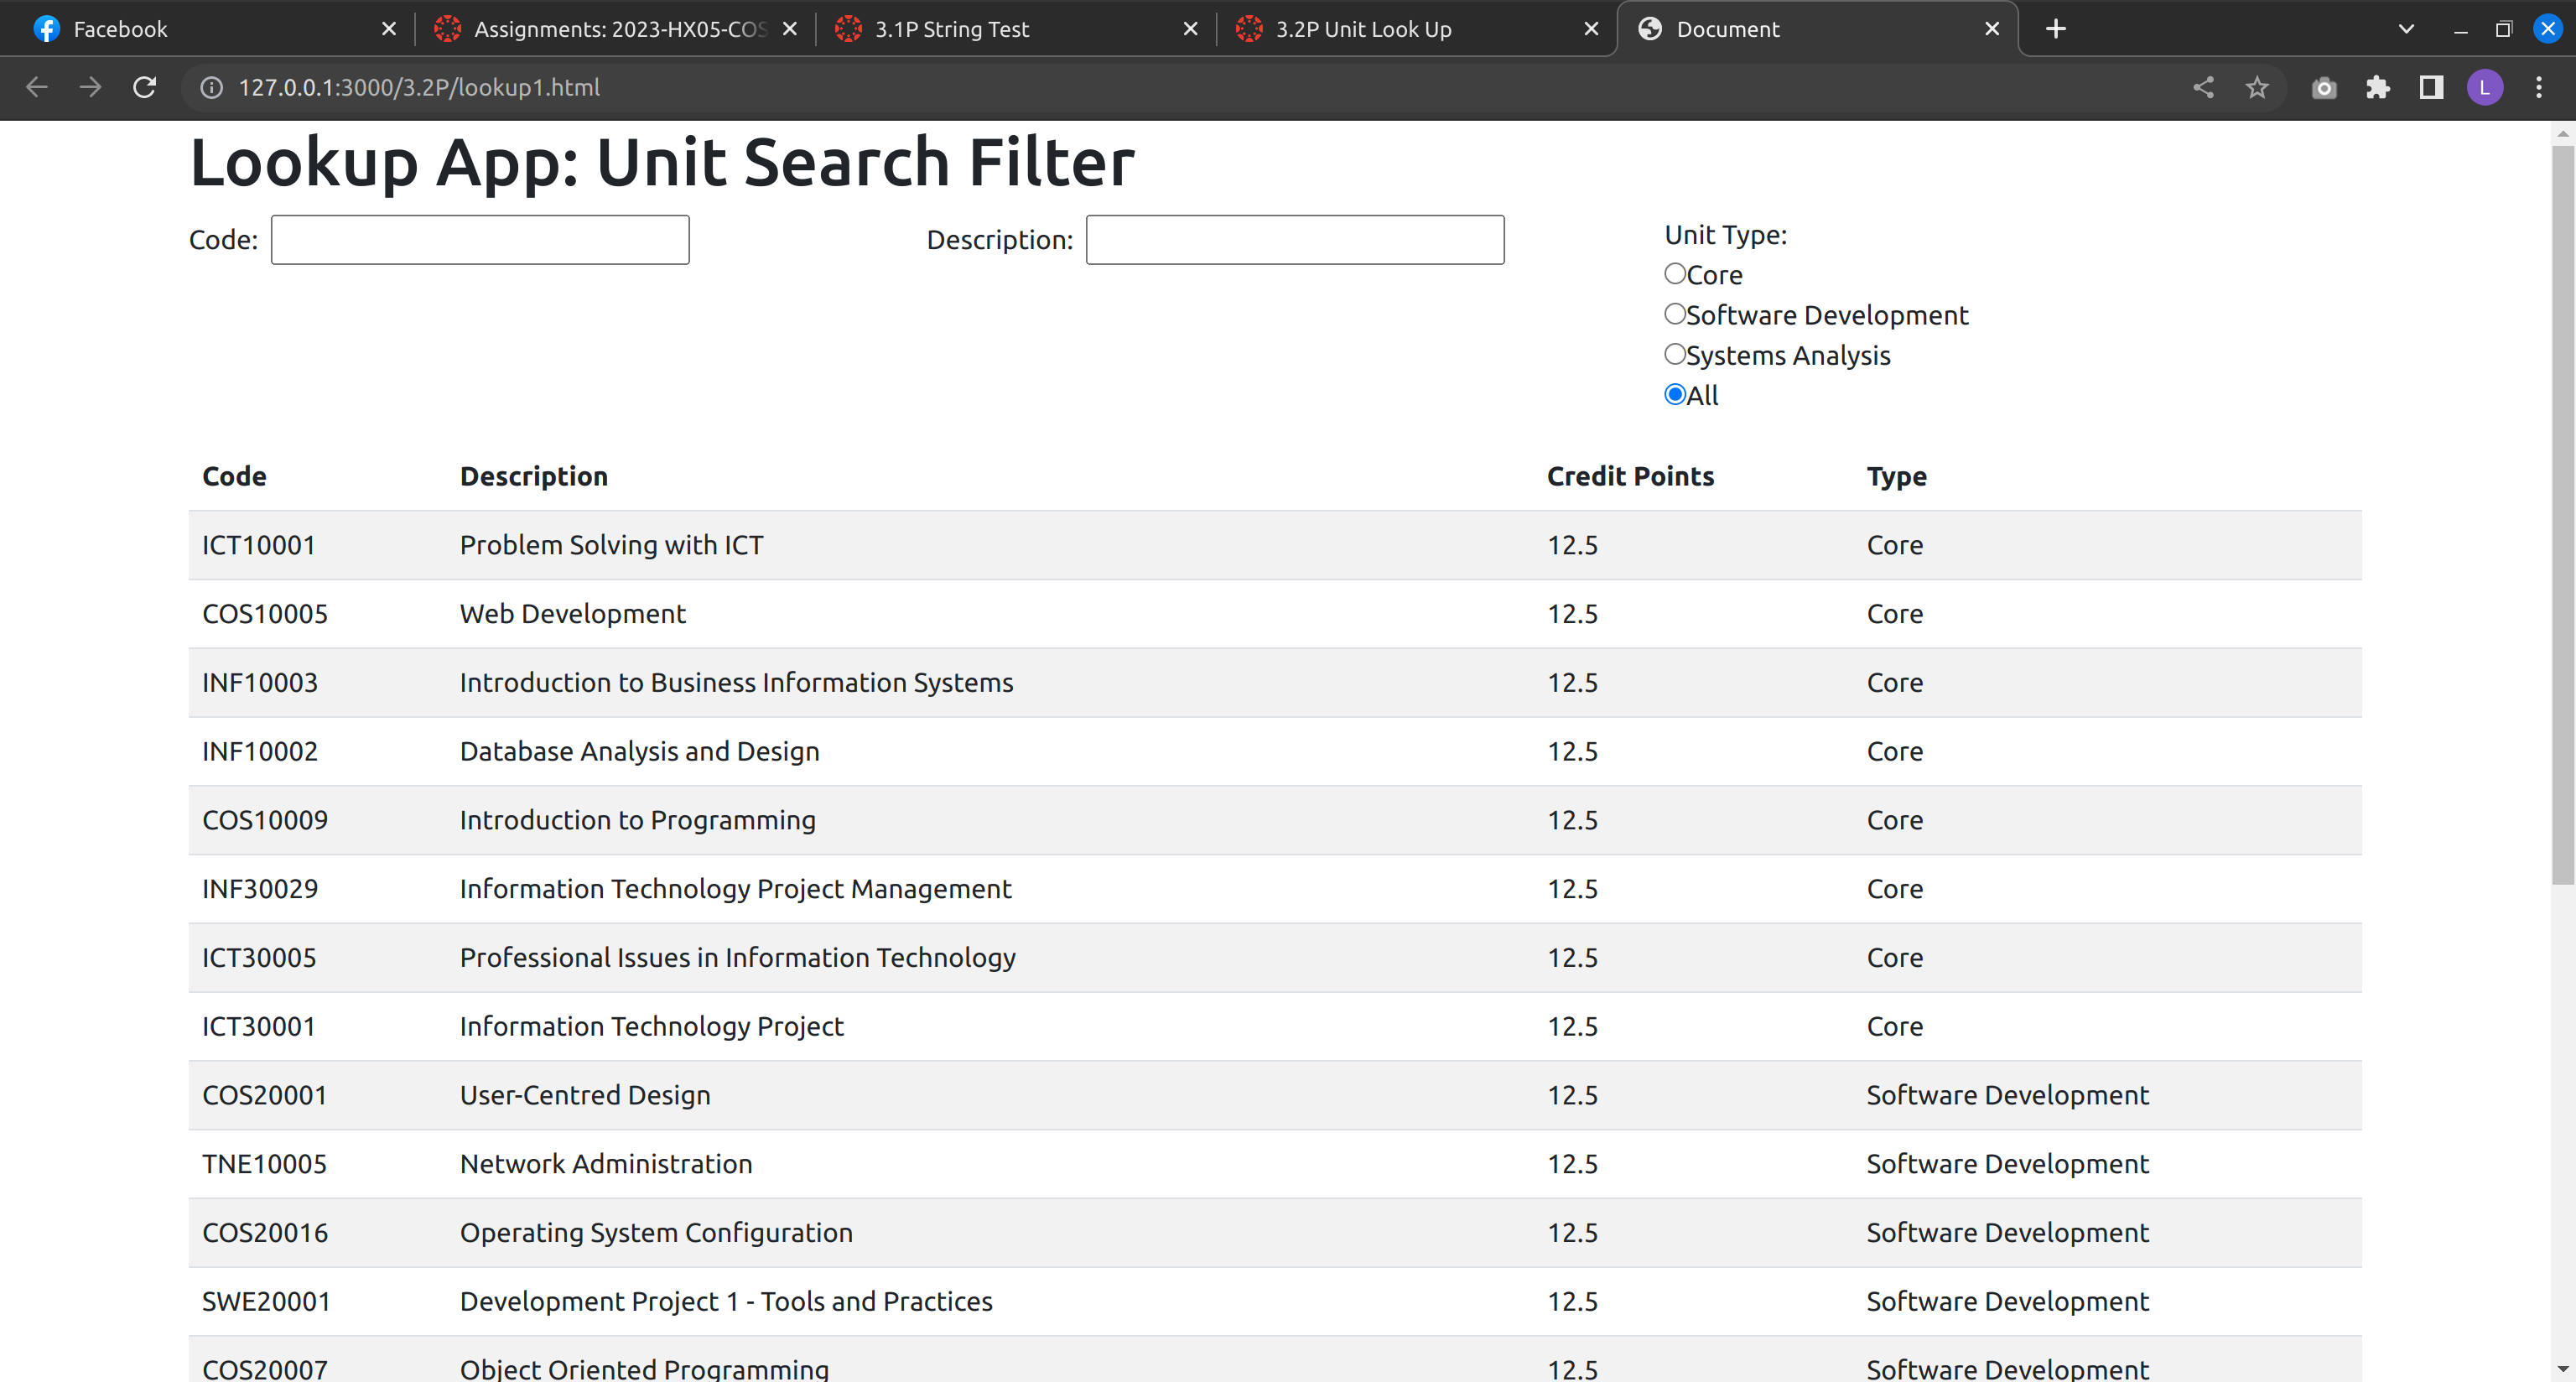 Facebook
Assignments: 2023-HX05-COS
3.1P String Test
3.2P Unit Look Up
Document
127.0.0.1:3000/3.2P/lookup1.html
L
Lookup App: Unit Search Filter
Code:
Description:
Unit Type:
Core
Software Development
Systems Analysis
All
Code Description Credit Points Type
ICT10001 Problem Solving with ICT 12.5 Core
COS10005 Web Development 12.5 Core
INF10003 Introduction to Business Information Systems 12.5 Core
INF10002 Database Analysis and Design 12.5 Core
COS10009 Introduction to Programming 12.5 Core
INF30029 Information Technology Project Management 12.5 Core
ICT30005 Professional Issues in Information Technology 12.5 Core
ICT30001 Information Technology Project 12.5 Core
COS20001 User-Centred Design 12.5 Software Development
TNE10005 Network Administration 12.5 Software Development
COS20016 Operating System Configuration 12.5 Software Development
SWE20001 Development Project 1 - Tools and Practices 12.5 Software Development
COS20007 Object Oriented Programming 12.5 Software Development